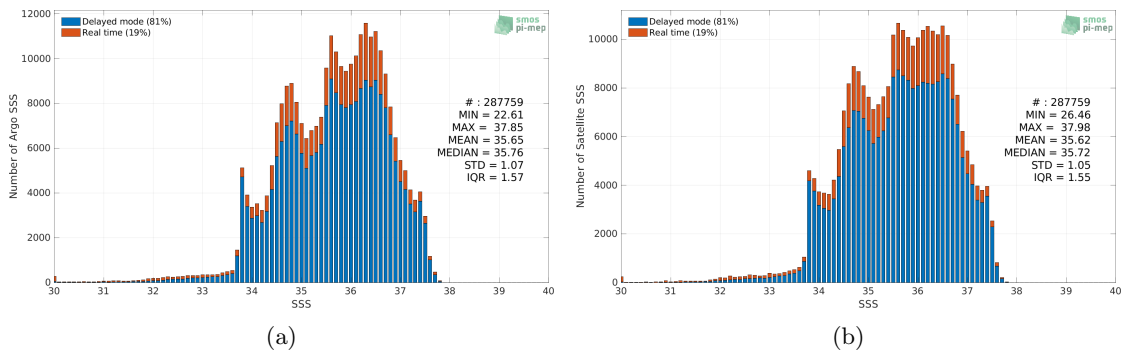 Delayed mode (81%)
Real time (19%)
smos
pi-mep
12000
10000
8000
6000
4000
2000
0
Number of Argo SSS
# : 287759
MIN = 22.61
MAX = 37.85
MEAN = 35.65
MEDIAN = 35.76
STD = 1.07
IQR = 1.57
30 31 32 33 34 35 36 37 38 39 40
SSS
(a)
Delayed mode (81%)
Real time (19%)
smos
pi-mep
10000
8000
6000
4000
2000
0
Number of Satellite SSS
# : 287759
MIN = 26.46
MAX = 37.98
MEAN = 35.62
MEDIAN = 35.72
STD = 1.05
IQR = 1.55
30 31 32 33 34 35 36 37 38 39 40
SSS
(b)